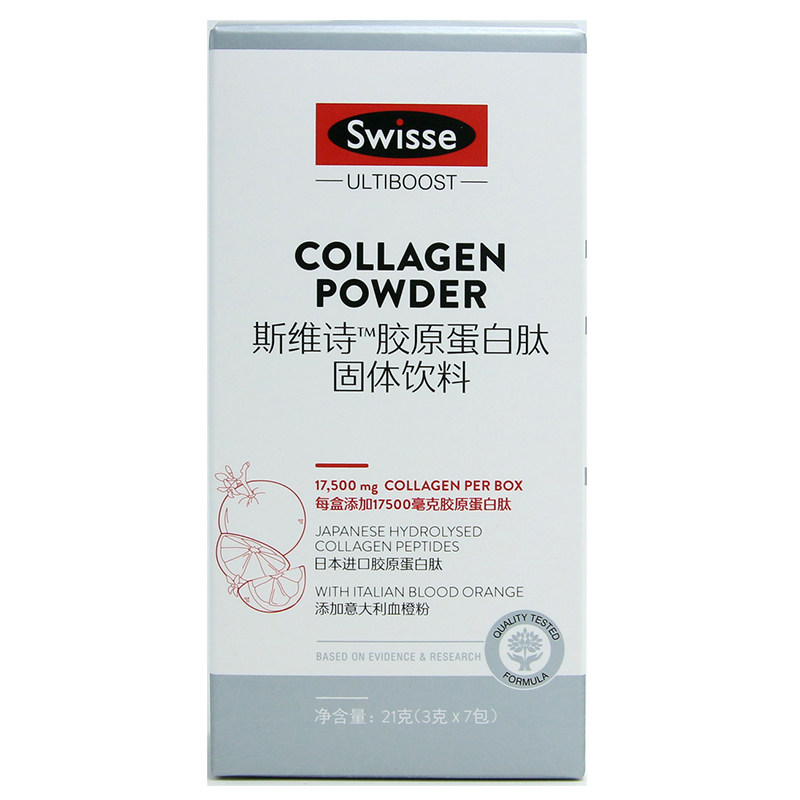 Swisse
ULTIBOOST
COLLAGEN
POWDER
斯维诗™胶原蛋白肽
固体饮料
17,500 mg COLLAGEN PER BOX
每盒添加17500毫克胶原蛋白肽
JAPANESE HYDROLYSED
COLLAGEN PEPTIDES
日本进口胶原蛋白肽
WITH ITALIAN BLOOD ORANGE
添加意大利血橙粉
QUALITY TESTED
FORMULA
BASED ON EVIDENCE & RESEARCH
净含量：21克(3克x7包)